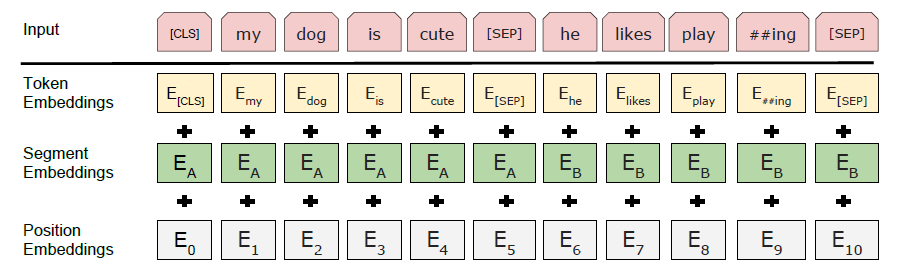 Input [CLS] my dog is cute [SEP] he likes play ##ing [SEP]
Token
Embeddings E[CLS] Emy Edog Eis Ecute E[SEP] Ehe Elikes Eplay E##ing E[SEP]
+ + + + + + + + + + +
Segment
Embeddings EA EA EA EA EA EA EB EB EB EB EB
+ + + + + + + + + + +
Position
Embeddings E0 E1 E2 E3 E4 E5 E6 E7 E8 E9 E10